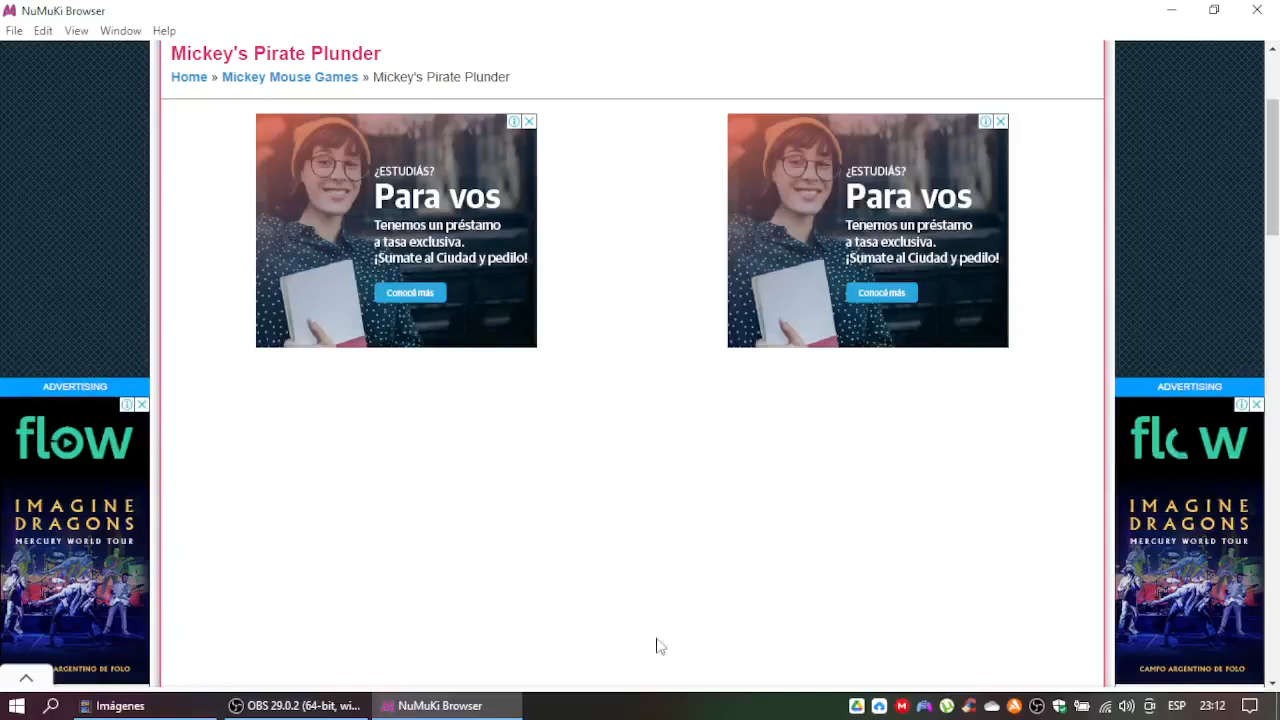 NuMuKi Browser
File Edit View Window Help
Mickey's Pirate Plunder
Home » Mickey Mouse Games » Mickey's Pirate Plunder
¿ESTUDIÁS?
Para vos
Tenemos un préstamo
a tasa exclusiva.
¡Sumate al Ciudad y pedilo!
Conocé más
¿ESTUDIÁS?
Para vos
Tenemos un préstamo
a tasa exclusiva.
¡Sumate al Ciudad y pedilo!
Conocé más
ADVERTISING
flow
IMAGINE
DRAGONS
MERCURY WORLD TOUR
ARGENTINO DE FOLO
ADVERTISING
flow
IMAGINE
DRAGONS
MERCURY WORLD TOUR
CAMPO ARGENTINO DE FOLO
Imágenes
OBS 29.0.2 (64-bit, wi...
NuMuKi Browser
ESP
23:12